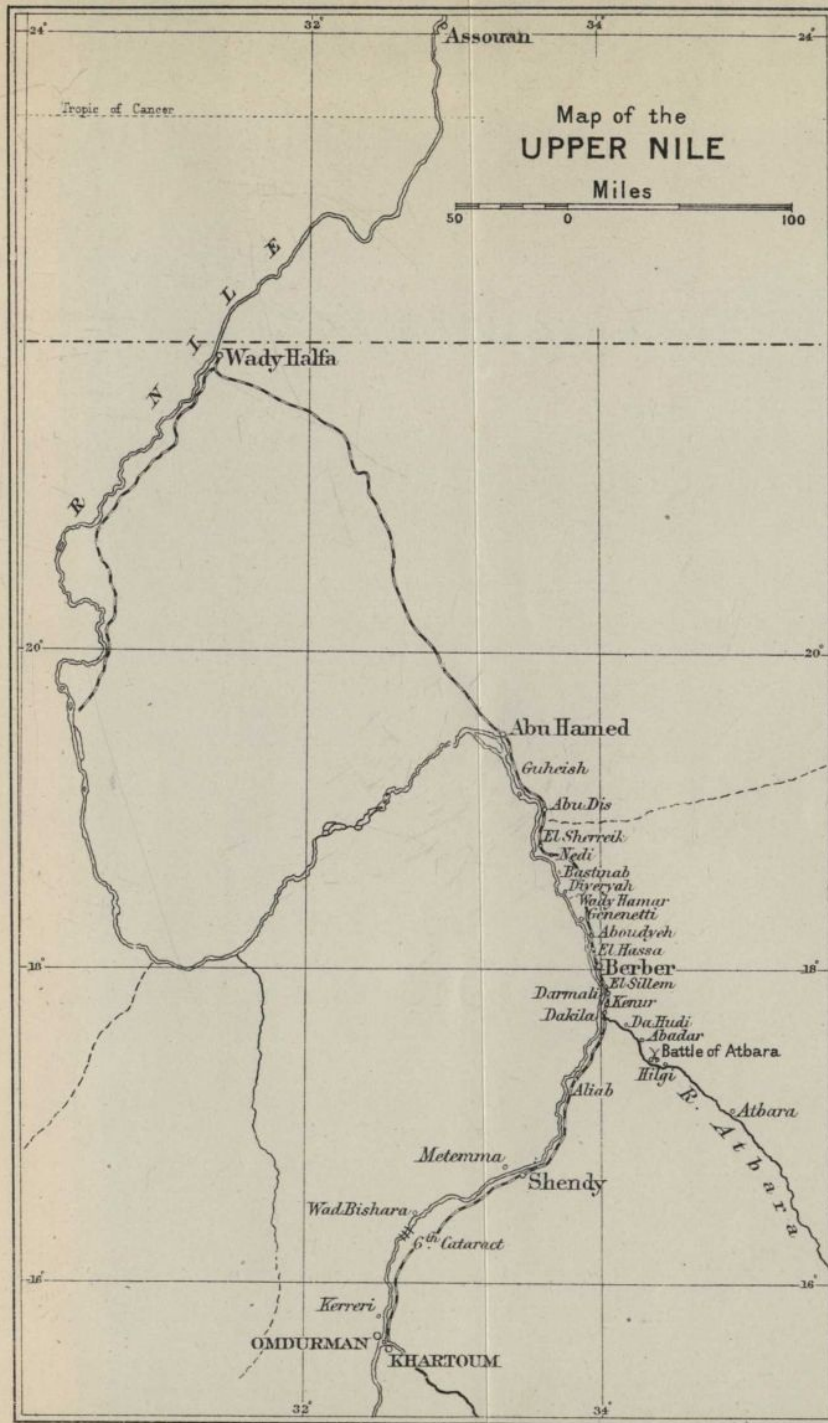 32°
34°
24°
24°
Assouan
Tropic of Cancer
Map of the
UPPER NILE
Miles
50 0 100
R NILE
Wady Halfa
20°
20°
Abu Hamed
Guheish
Abu Dis
El Sherreik
Nedi
Bastinab
Diyeryah
Wady Hamar
Genenetti
Aboudyeh
El Hassa
18°
Berber
18°
El Sillem
Darmali
Kenur
Dakila
Da Hudi
Abadar
Battle of Atbara
Hilgi
Aliab
Atbara
R. Atbara
Metemma
Shendy
Wad Bishara
6th Cataract
16°
16°
Kerreri
OMDURMAN
KHARTOUM
32°
34°